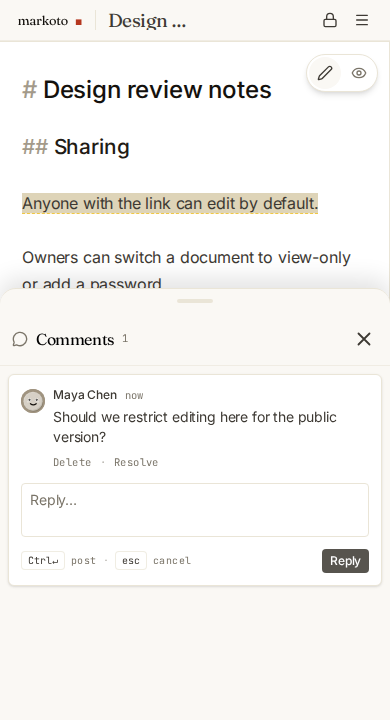 markoto
Design ...
# Design review notes
## Sharing
Anyone with the link can edit by default.
Owners can switch a document to view-only
or add a password
Comments 1
Maya Chen now
Should we restrict editing here for the public
version?
Delete · Resolve
Reply...
Ctrl↵ post · esc cancel
Reply